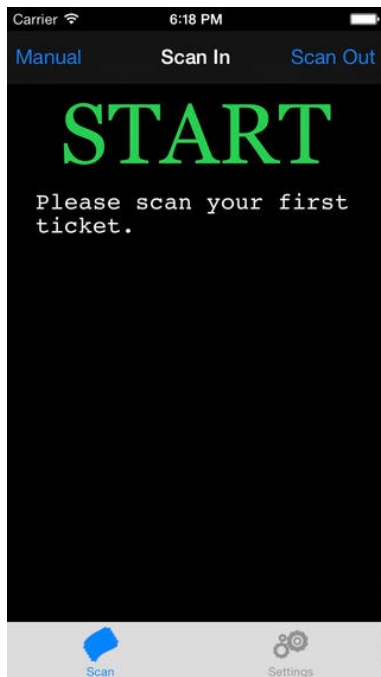 Carrier 6:18 PM
Manual Scan In Scan Out
START
Please scan your first
ticket.
Scan Settings